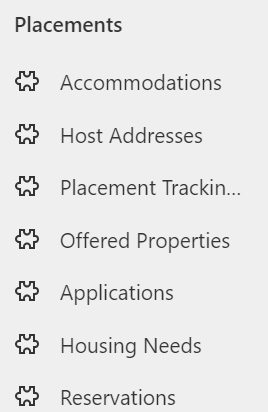 Placements
Accommodations
Host Addresses
Placement Trackin...
Offered Properties
Applications
Housing Needs
Reservations